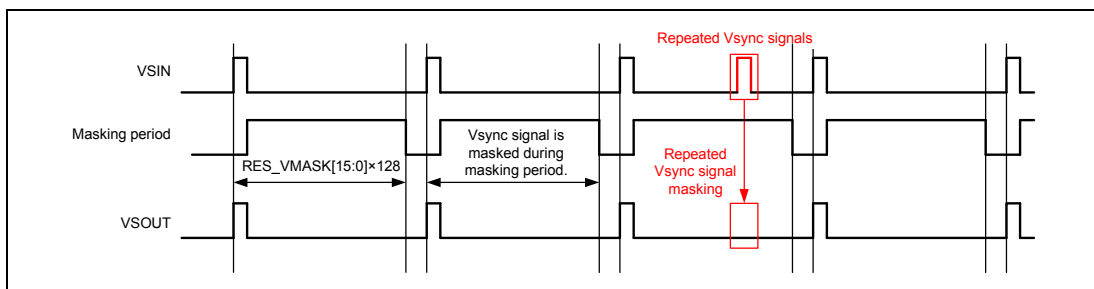 Repeated Vsync signals
VSIN
Masking period
Vsync signal is
masked during
masking period.
RES_VMASK[15:0]×128
Repeated
Vsync signal
masking
VSOUT